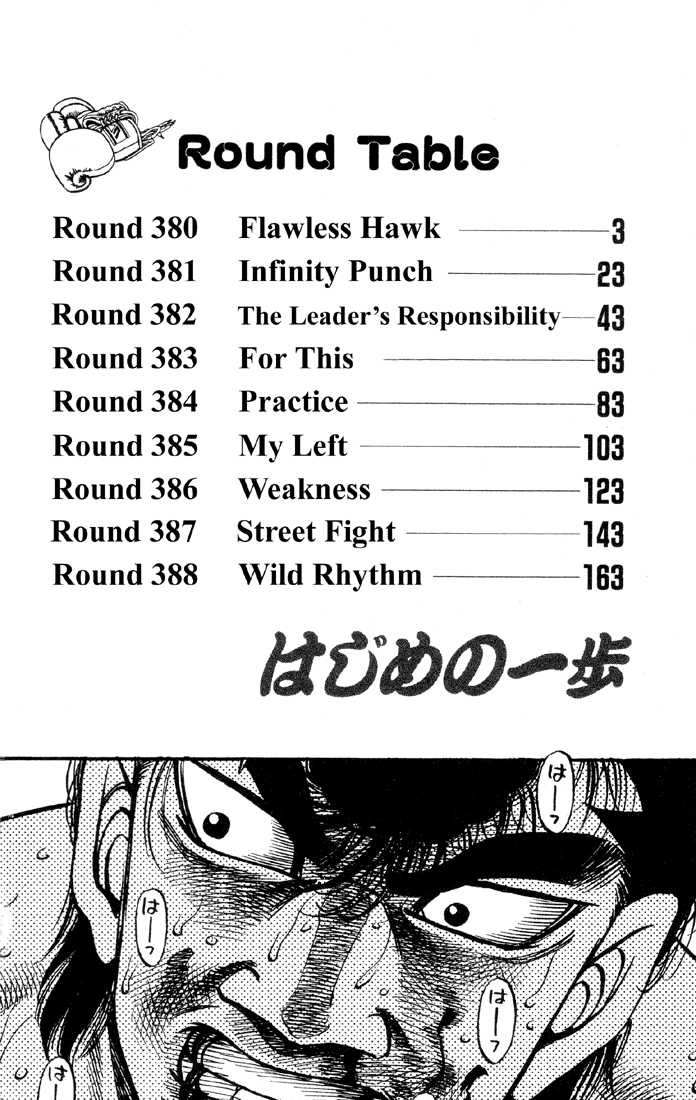 Round Table
Round 380 Flawless Hawk 3
Round 381 Infinity Punch 23
Round 382 The Leader's Responsibility 43
Round 383 For This 63
Round 384 Practice 83
Round 385 My Left 103
Round 386 Weakness 123
Round 387 Street Fight 143
Round 388 Wild Rhythm 163
はじめの一歩
はーっ
はーっ
はーっ
はー